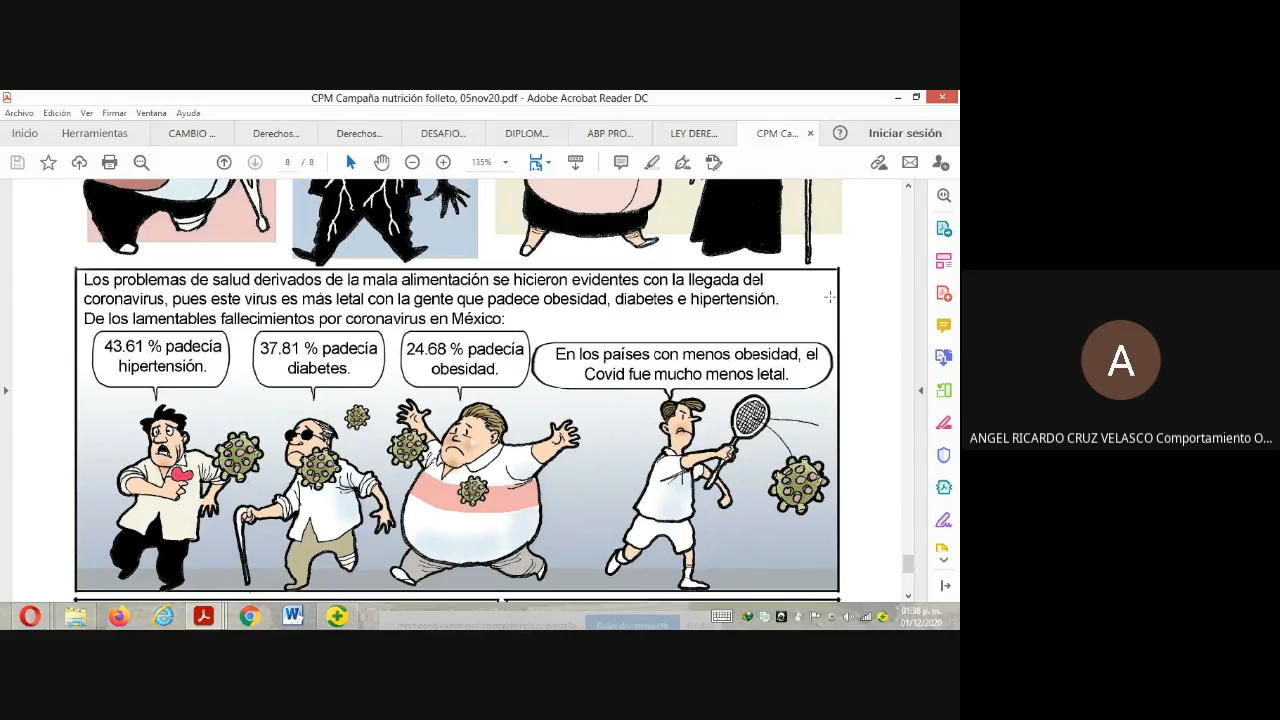 CPM Campaña nutrición folleto, 05nov20.pdf - Adobe Acrobat Reader DC
Archivo Edición Ver Firmar Ventana Ayuda
Inicio Herramientas CAMBIO ... Derechos... Derechos... DESAFIO... DIPLOM... ABP PRO... LEY DERE... CPM Ca... × Iniciar sesión
8 / 8 135%
Los problemas de salud derivados de la mala alimentación se hicieron evidentes con la llegada del
coronavirus, pues este virus es más letal con la gente que padece obesidad, diabetes e hipertensión.
De los lamentables fallecimientos por coronavirus en México:
43.61 % padecía
hipertensión.
37.81 % padecía
diabetes.
24.68 % padecía
obesidad.
En los países con menos obesidad, el
Covid fue mucho menos letal.
A
ANGEL RICARDO CRUZ VELASCO Comportamiento O...
01:38 p. m.
01/12/2020